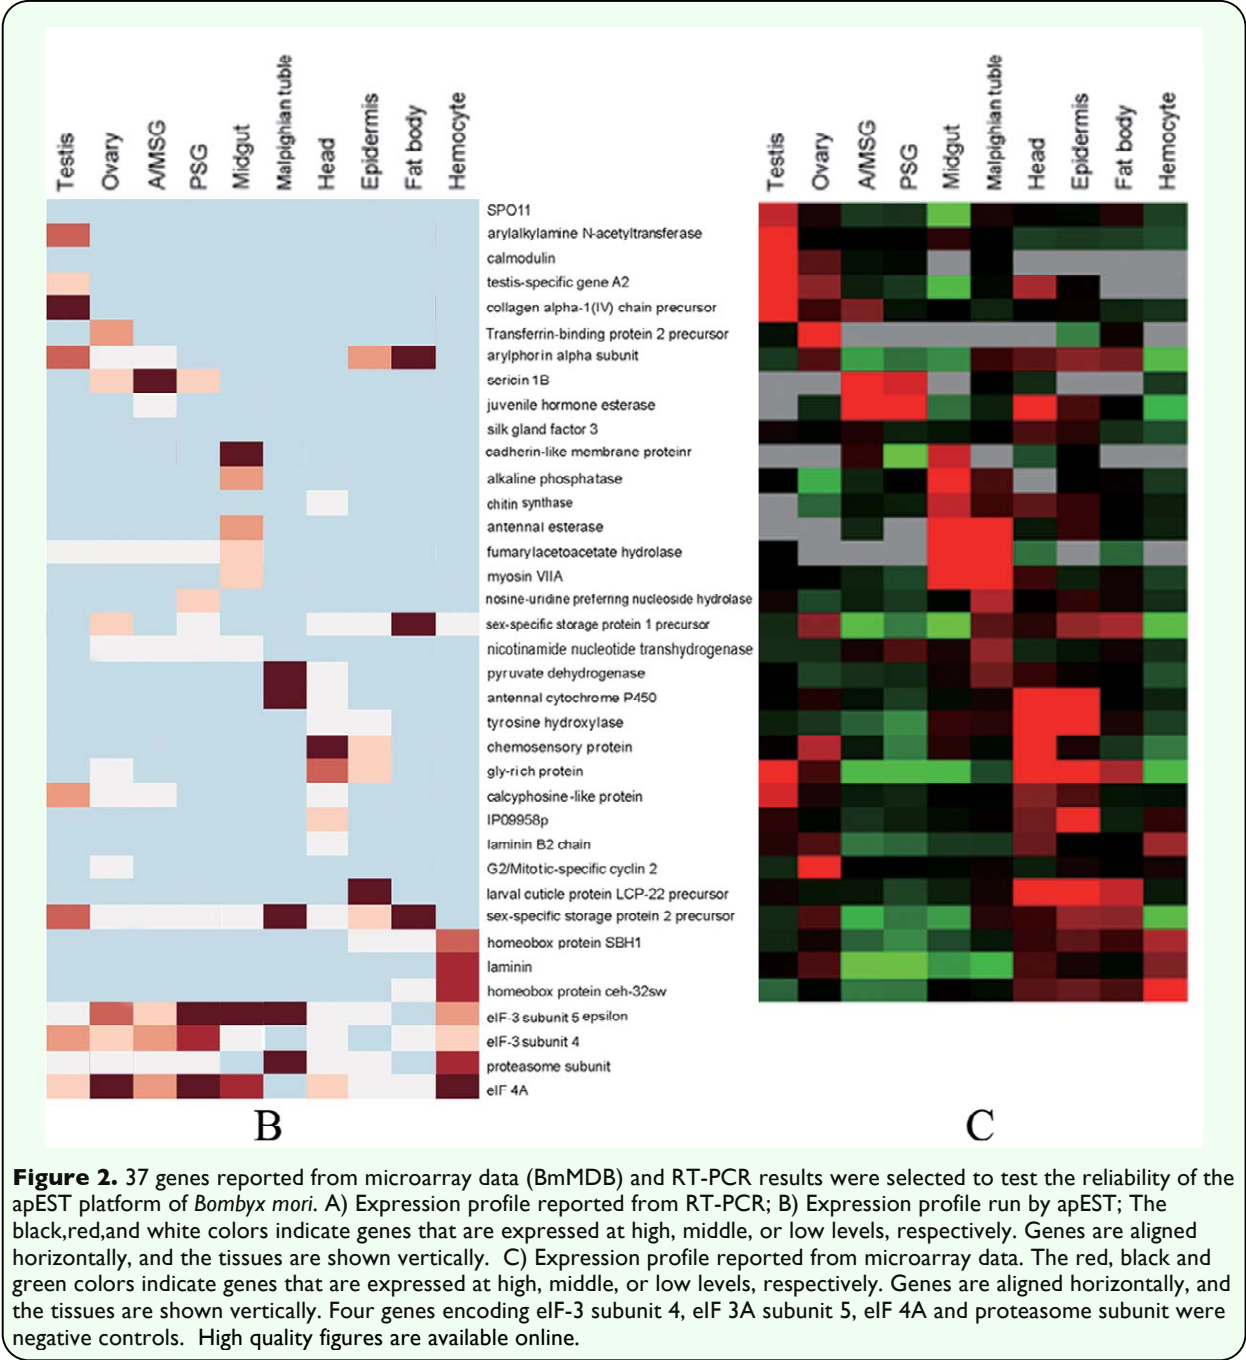 Testis Ovary A/MSG PSG Midgut Malpighian tuble Head Epidermis Fat body Hemocyte
Testis Ovary A/MSG PSG Midgut Malpighian tuble Head Epidermis Fat body Hemocyte
SPO11
arylalkylamine N-acetyltransferase
calmodulin
testis-specific gene A2
collagen alpha-1(IV) chain precursor
Transferrin-binding protein 2 precursor
arylphorin alpha subunit
sericin 1B
juvenile hormone esterase
silk gland factor 3
cadherin-like membrane proteinr
alkaline phosphatase
chitin synthase
antennal esterase
fumarylacetoacetate hydrolase
myosin VIIA
nosine-uridine preferring nucleoside hydrolase
sex-specific storage protein 1 precursor
nicotinamide nucleotide transhydrogenase
pyruvate dehydrogenase
antennal cytochrome P450
tyrosine hydroxylase
chemosensory protein
gly-rich protein
calcyphosine-like protein
IP09958p
laminin B2 chain
G2/Mitotic-specific cyclin 2
larval cuticle protein LCP-22 precursor
sex-specific storage protein 2 precursor
homeobox protein SBH1
laminin
homeobox protein ceh-32sw
eIF-3 subunit 5 epsilon
eIF-3 subunit 4
proteasome subunit
eIF 4A
B
C
Figure 2. 37 genes reported from microarray data (BmMDB) and RT-PCR results were selected to test the reliability of the
apEST platform of Bombyx mori. A) Expression profile reported from RT-PCR; B) Expression profile run by apEST; The
black,red,and white colors indicate genes that are expressed at high, middle, or low levels, respectively. Genes are aligned
horizontally, and the tissues are shown vertically. C) Expression profile reported from microarray data. The red, black and
green colors indicate genes that are expressed at high, middle, or low levels, respectively. Genes are aligned horizontally, and
the tissues are shown vertically. Four genes encoding eIF-3 subunit 4, eIF 3A subunit 5, eIF 4A and proteasome subunit were
negative controls. High quality figures are available online.